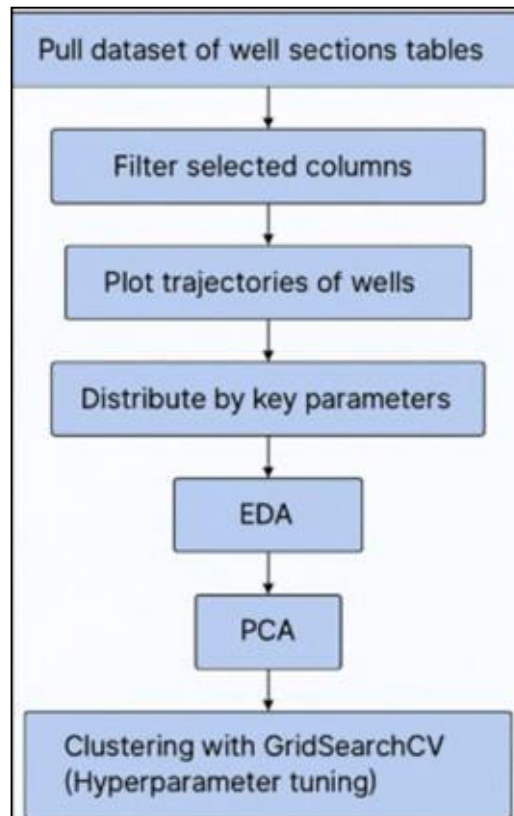 Pull dataset of well sections tables
Filter selected columns
Plot trajectories of wells
Distribute by key parameters
EDA
PCA
Clustering with GridSearchCV
(Hyperparameter tuning)